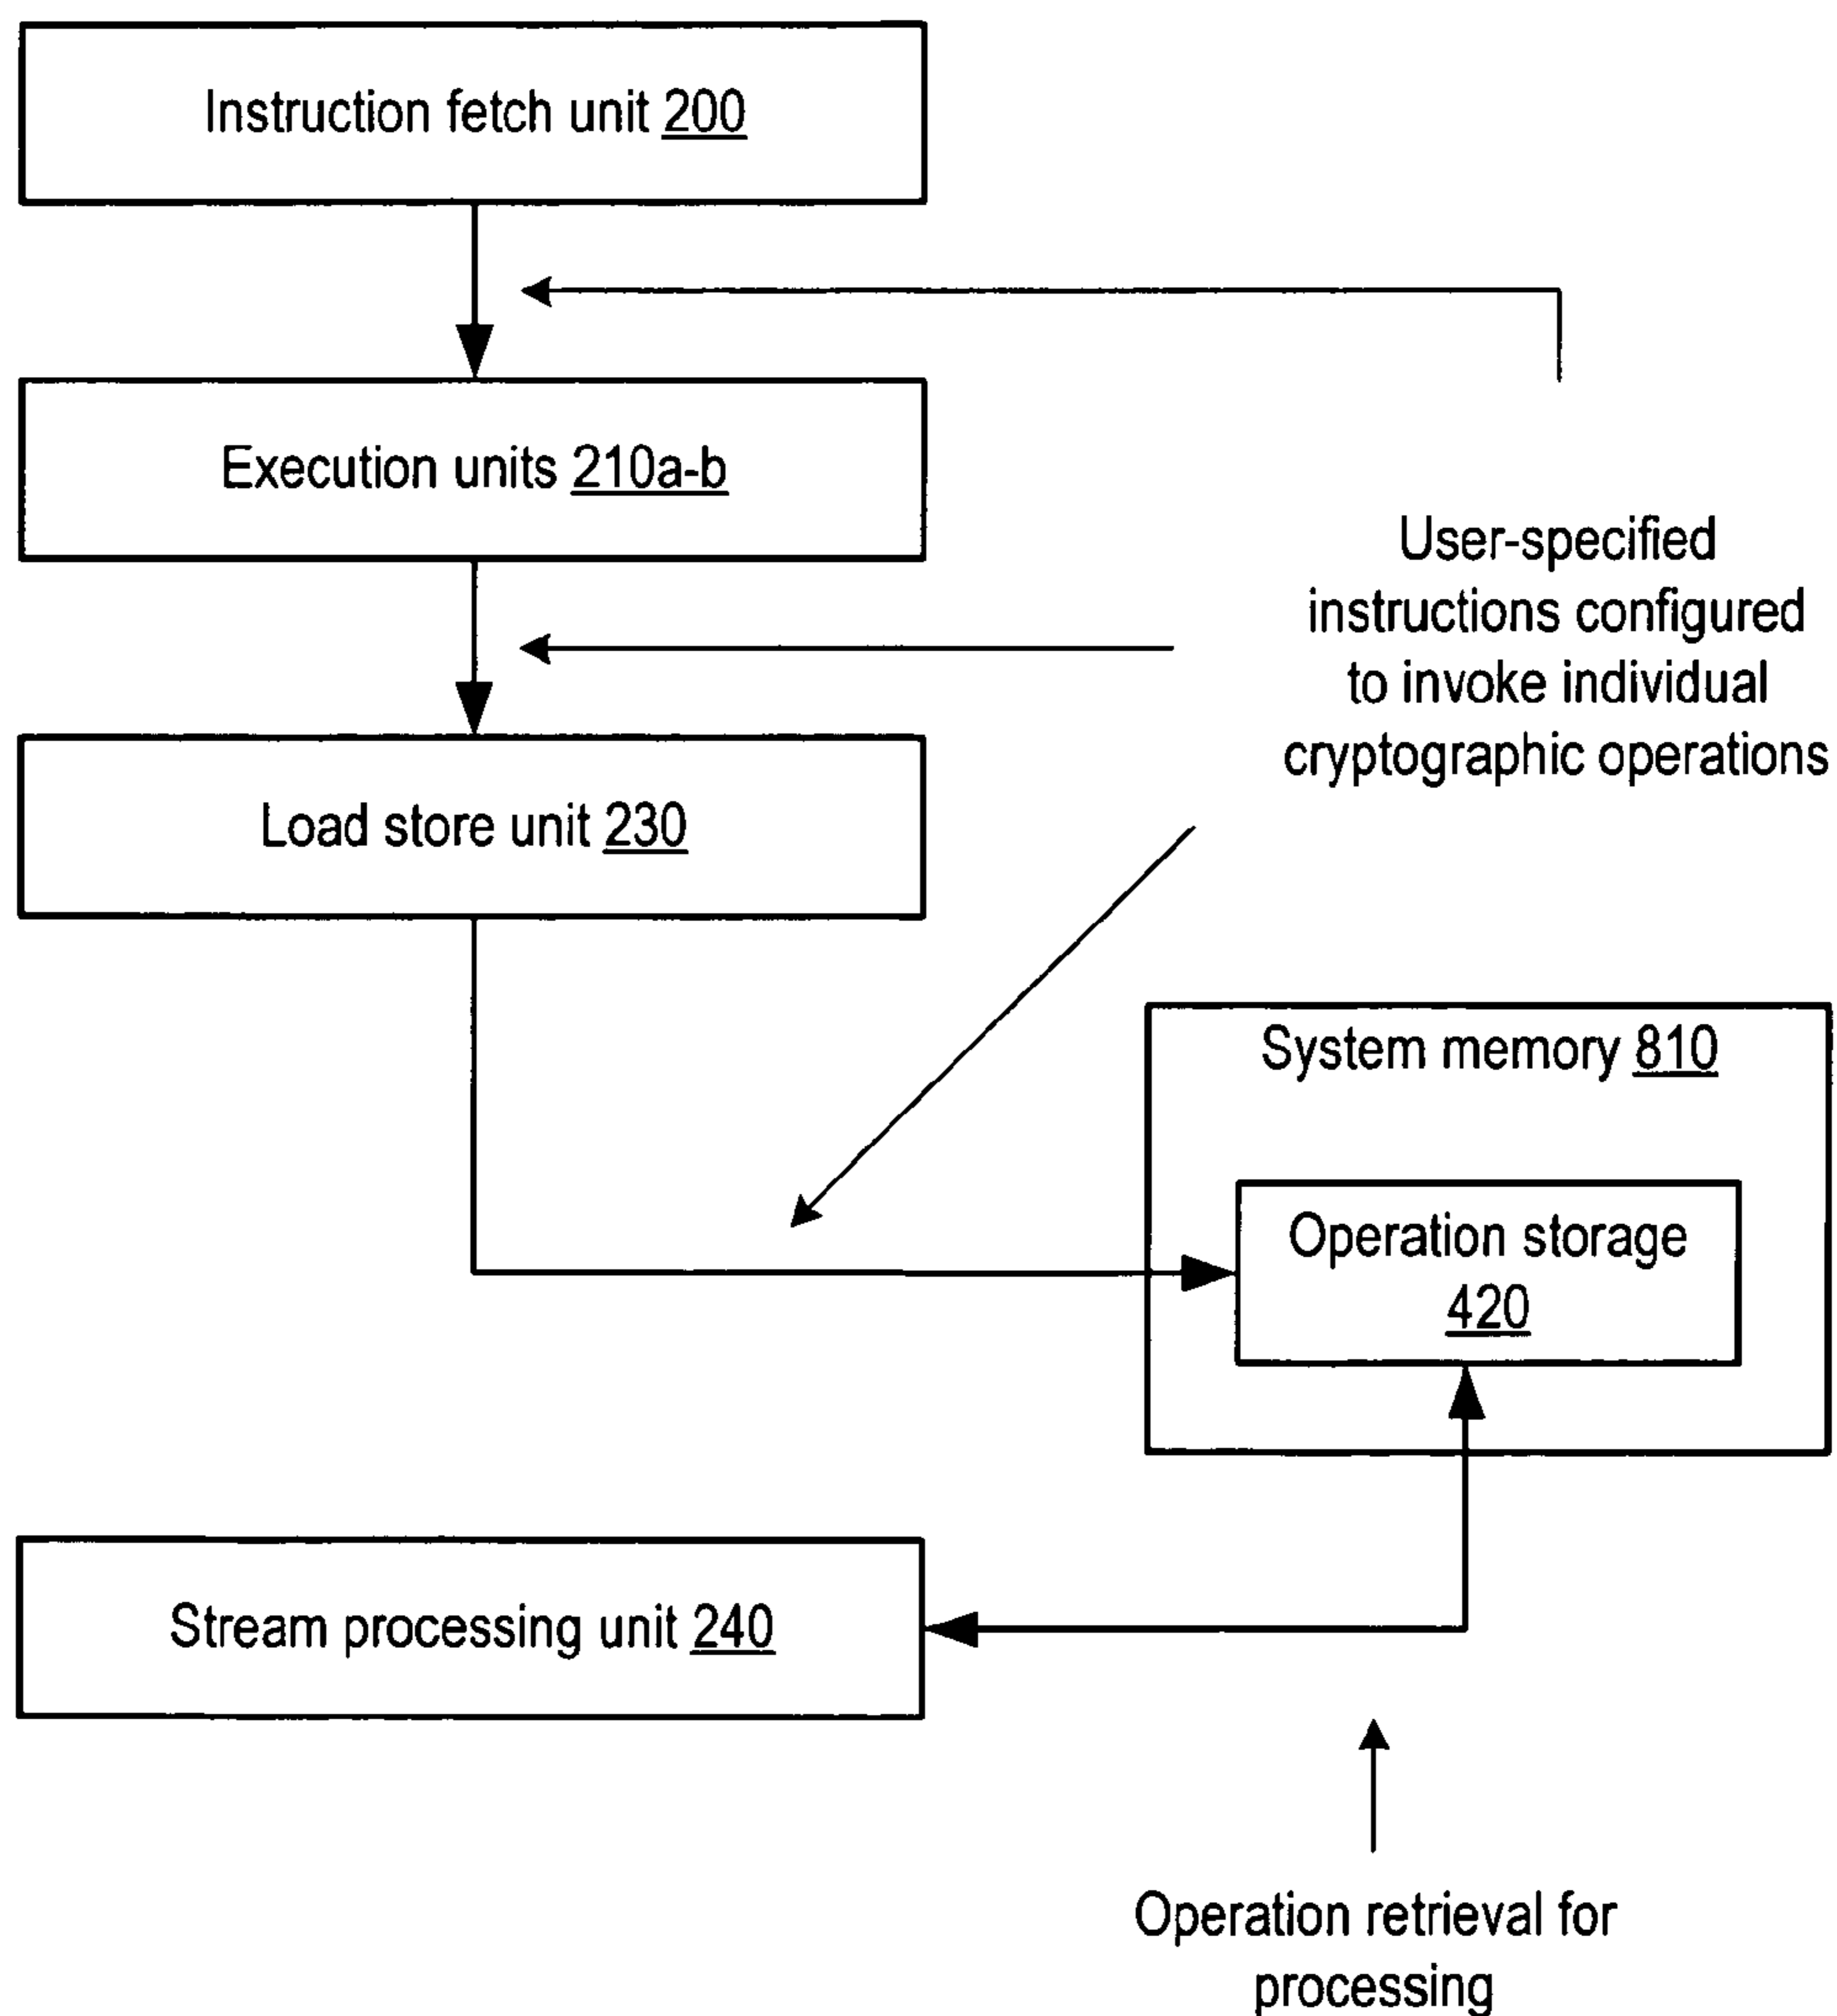 Instruction fetch unit 200
Execution units 210a-b
User-specified
instructions configured
to invoke individual
cryptographic operations
Load store unit 230
System memory 810
Operation storage
420
Stream processing unit 240
Operation retrieval for
processing